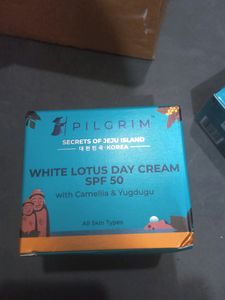 PILGRIM
SECRETS OF JEJU ISLAND
대한민국 KOREA
WHITE LOTUS DAY CREAM
SPF 50
with Camellia & Yugdugu
All Skin Types